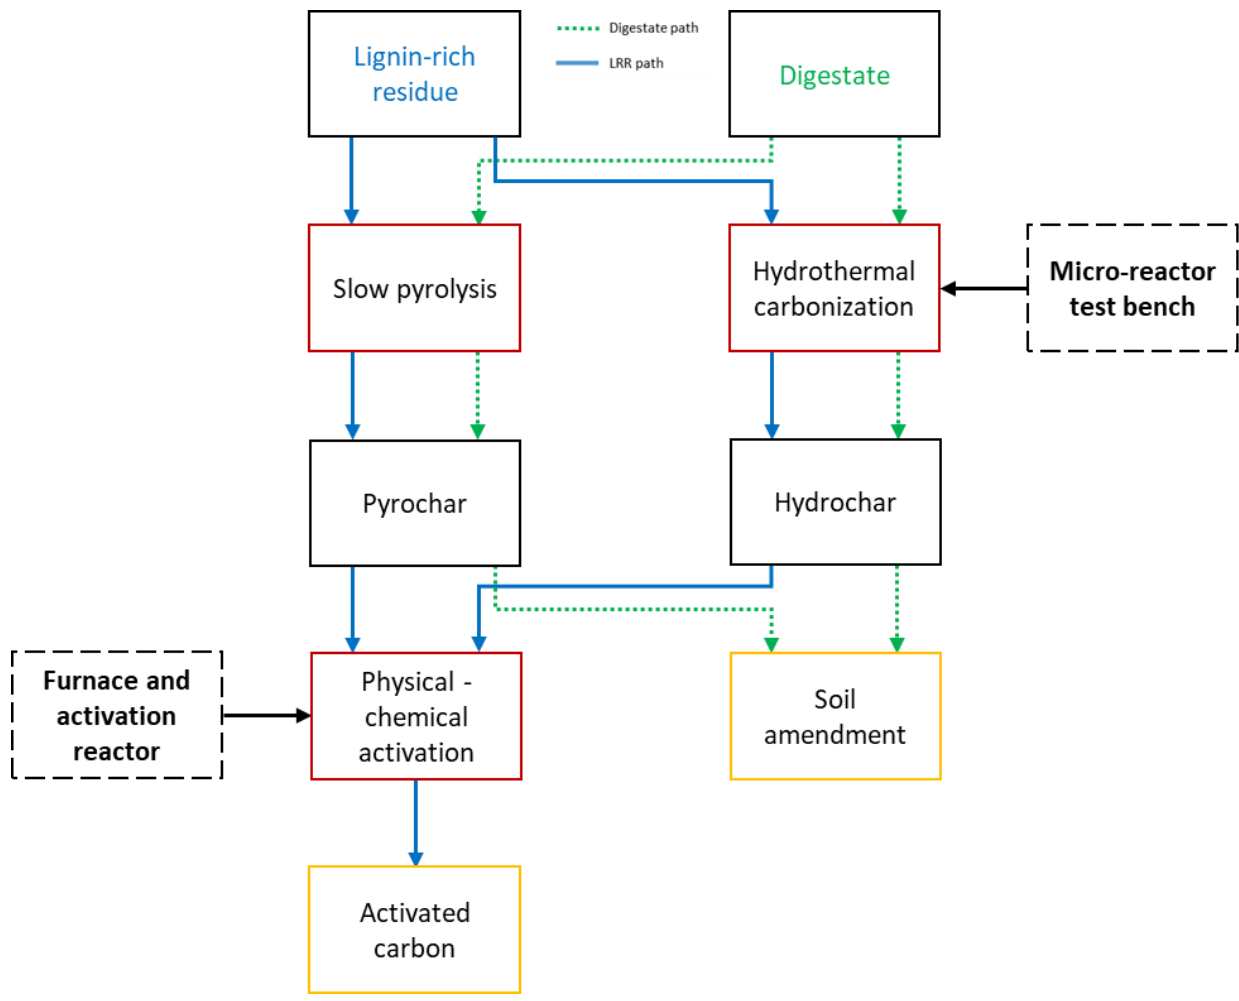 Lignin-rich
residue
Digestate path
LRR path
Digestate
Slow pyrolysis
Hydrothermal
carbonization
Micro-reactor
test bench
Pyrochar
Hydrochar
Furnace and
activation
reactor
Physical -
chemical
activation
Soil
amendment
Activated
carbon